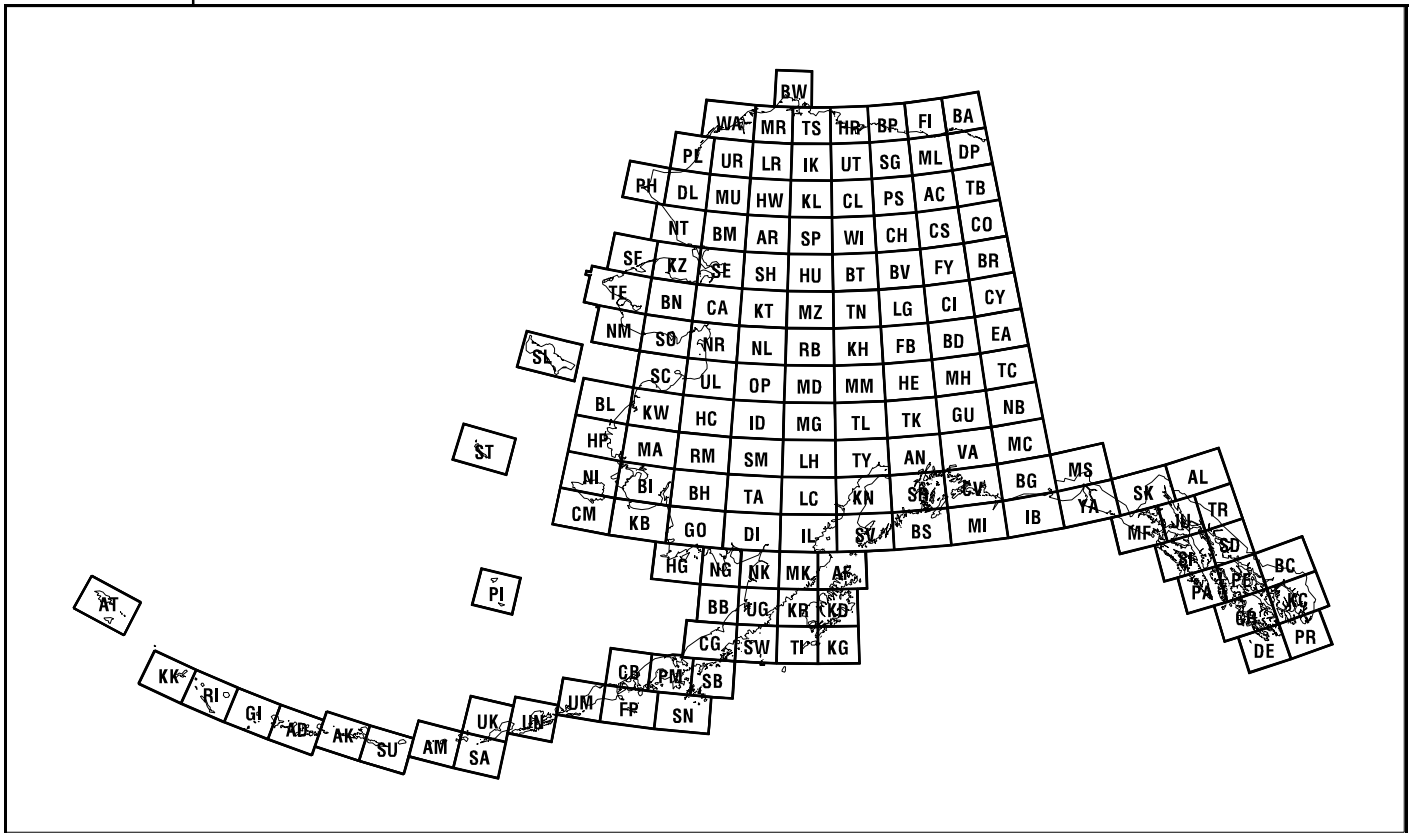 BW
WA MR TS HR BP FI BA
PL UR LR IK UT SG ML DP
PH DL MU HW KL CL PS AC TB
NT BM AR SP WI CH CS CO
SF KZ SE SH HU BT BV FY BR
TE BN CA KT MZ TN LG CI CY
NM SO NR NL RB KH FB BD EA
SL SC UL OP MD MM HE MH TC
BL KW HC ID MG TL TK GU NB
ST HP MA RM SM LH TY AN VA MC MS
NI BI BH TA LC KN SR CV BG YA SK AL
CM KB GO DI IL SV BS MI IB MF JU TR
HG NG NK MK AF SF SD BC
AT PI BB UG KR KD PA PE KC
CG SW TI KG CR PR
DE
KK RI GI AD AK SU AM UK SA UN UM CB PM SB FP SN